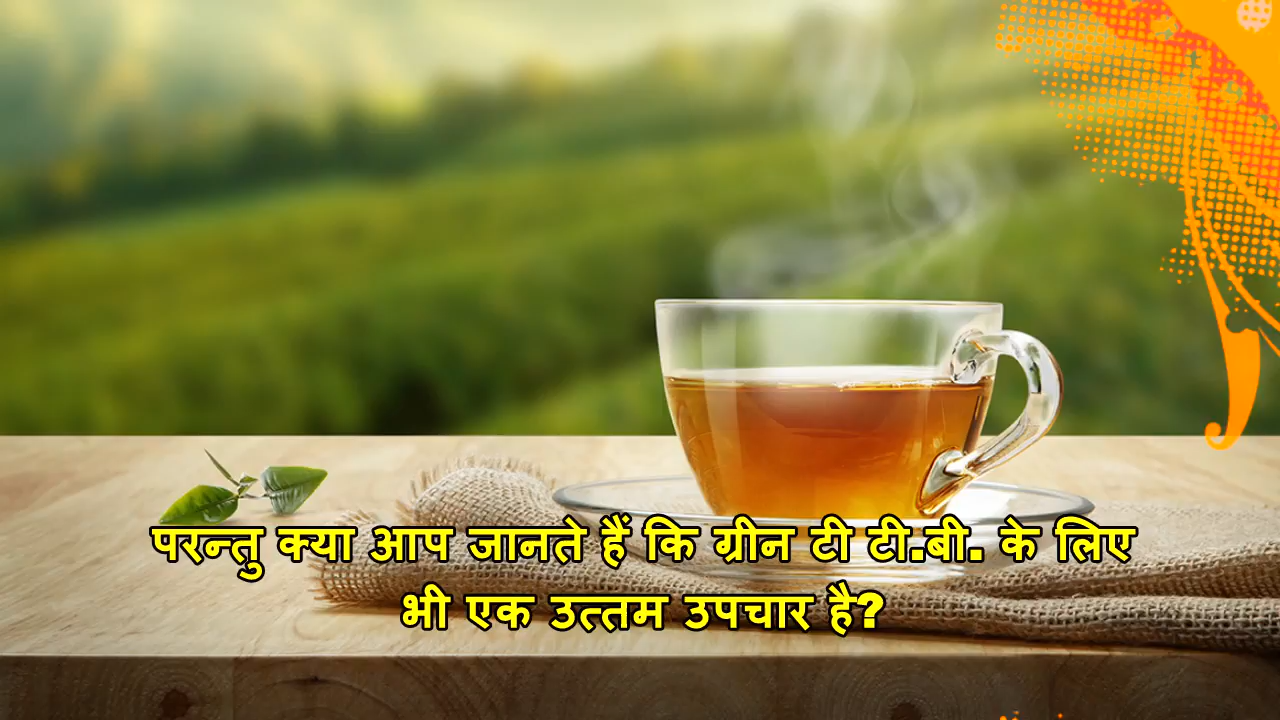 परन्तु क्या आप जानते हैं कि ग्रीन टी टी.बी. के लिए
भी एक उत्तम उपचार है?